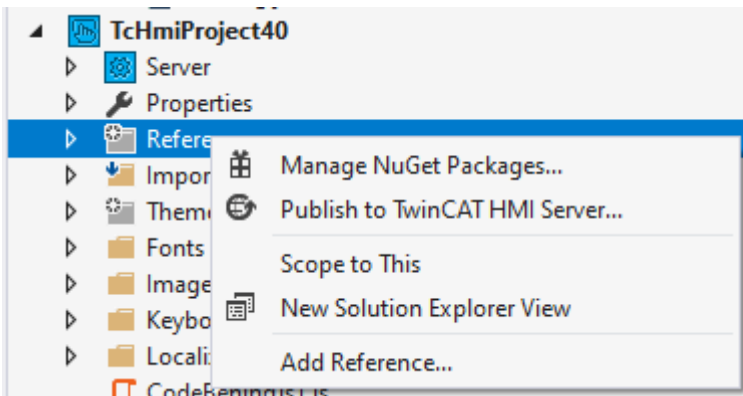 TcHmiProject40
Server
Properties
Refere
Manage NuGet Packages...
Impor
Publish to TwinCAT HMI Server...
Them
Fonts
Scope to This
Image
New Solution Explorer View
Keybo
Locali
Add Reference...